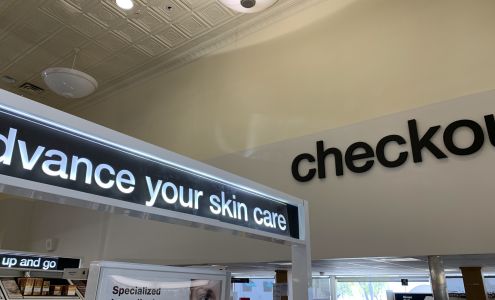 checkou
dvance your skin care
up and go
Specialized